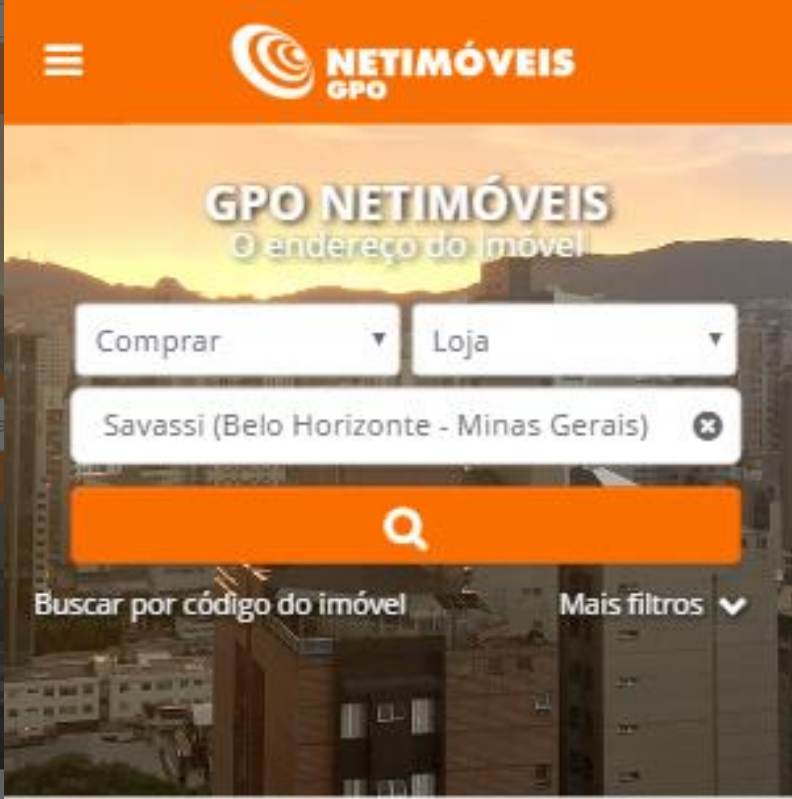 NETIMÓVEIS
GPO
GPO NETIMÓVEIS
O endereço do imóvel
Comprar
Loja
Savassi (Belo Horizonte - Minas Gerais)
Buscar por código do imóvel
Mais filtros